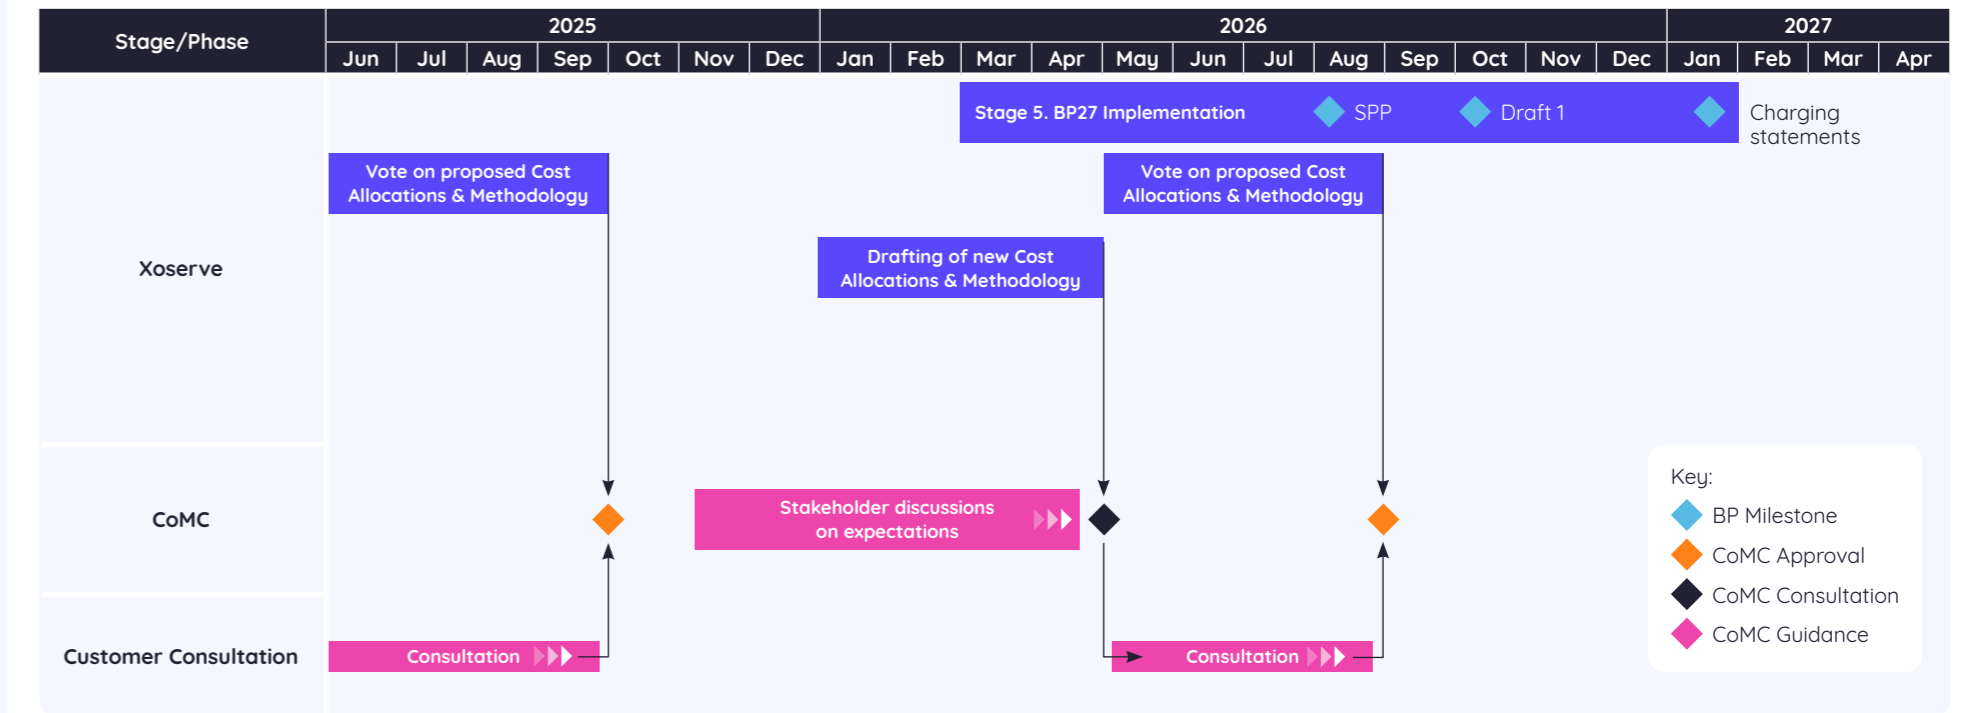 Stage/Phase
2025
2026
2027
Jun
Jul
Aug
Sep
Oct
Nov
Dec
Jan
Feb
Mar
Apr
May
Jun
Jul
Aug
Sep
Oct
Nov
Dec
Jan
Feb
Mar
Apr
Xoserve
Stage 5. BP27 Implementation
SPP
Draft 1
Charging
statements
Vote on proposed Cost
Allocations & Methodology
Vote on proposed Cost
Allocations & Methodology
Drafting of new Cost
Allocations & Methodology
CoMC
Stakeholder discussions
on expectations
Customer Consultation
Consultation
Consultation
Key:
BP Milestone
CoMC Approval
CoMC Consultation
CoMC Guidance